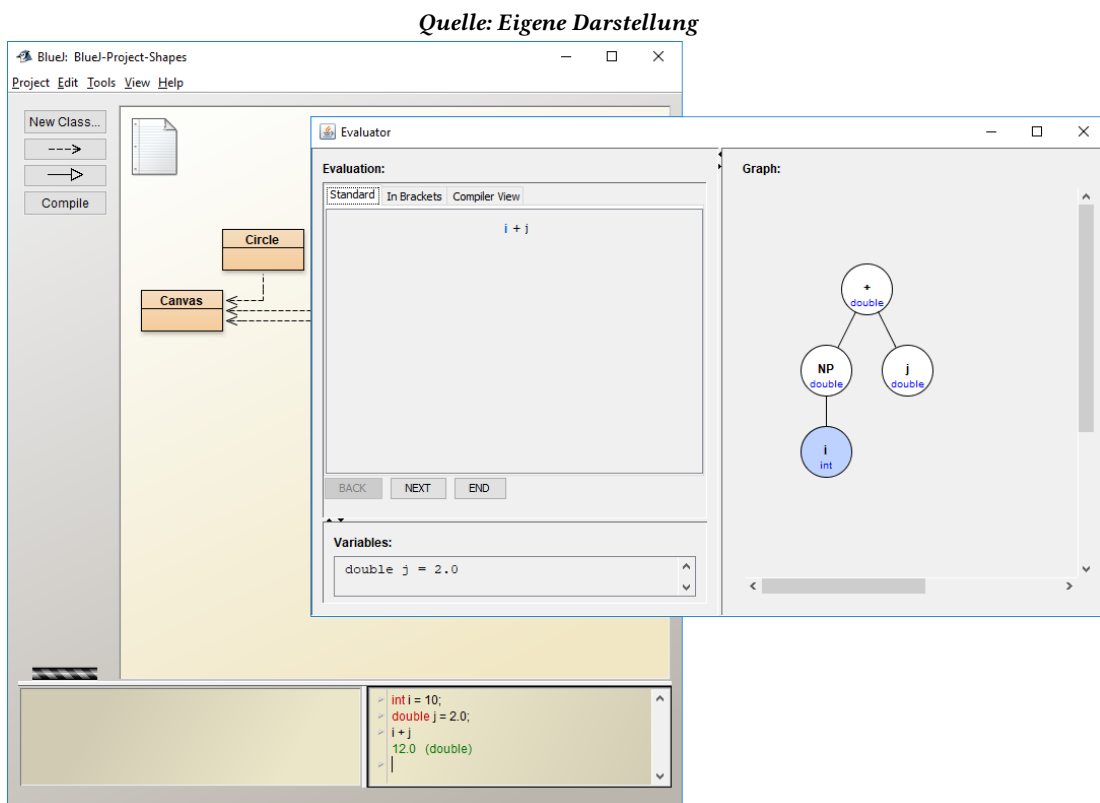 Quelle: Eigene Darstellung
BlueJ: BlueJ-Project-Shapes
Project Edit Tools View Help
New Class...
Compile
Circle
Canvas
Evaluator
Evaluation:
Standard In Brackets Compiler View
i + j
BACK NEXT END
Variables:
double j = 2.0
Graph:
+
double
NP
double
j
double
i
int
int i = 10;
double j = 2.0;
i + j
12.0 (double)